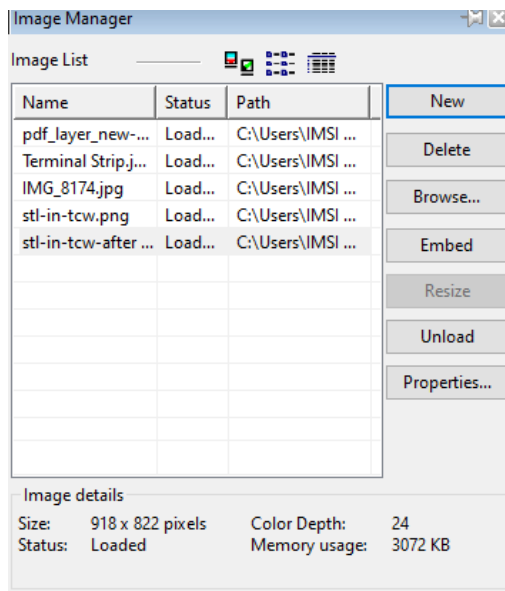 Image Manager
Image List
Name Status Path
pdf_layer_new-... Load... C:\Users\IMSI ...
Terminal Strip.j... Load... C:\Users\IMSI ...
IMG_8174.jpg Load... C:\Users\IMSI ...
stl-in-tcw.png Load... C:\Users\IMSI ...
stl-in-tcw-after ... Load... C:\Users\IMSI ...
New
Delete
Browse...
Embed
Resize
Unload
Properties...
Image details
Size: 918 x 822 pixels Color Depth: 24
Status: Loaded Memory usage: 3072 KB